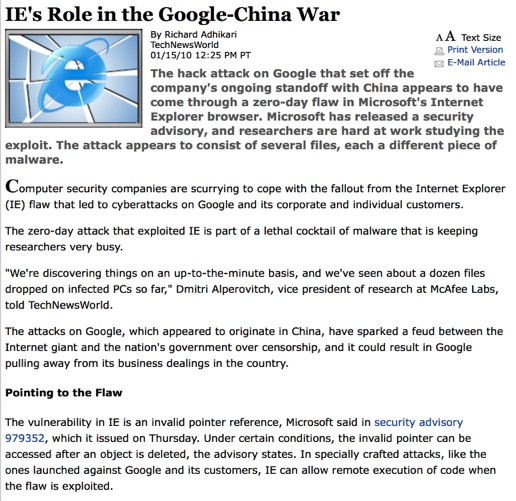 IE's Role in the Google-China War
By Richard Adhikari
TechNewsWorld
01/15/10 12:25 PM PT
A A Text Size
Print Version
E-Mail Article
The hack attack on Google that set off the
company's ongoing standoff with China appears to have
come through a zero-day flaw in Microsoft's Internet
Explorer browser. Microsoft has released a security
advisory, and researchers are hard at work studying the
exploit. The attack appears to consist of several files, each a different piece of
malware.
Computer security companies are scurrying to cope with the fallout from the Internet Explorer
(IE) flaw that led to cyberattacks on Google and its corporate and individual customers.
The zero-day attack that exploited IE is part of a lethal cocktail of malware that is keeping
researchers very busy.
"We're discovering things on an up-to-the-minute basis, and we've seen about a dozen files
dropped on infected PCs so far," Dmitri Alperovitch, vice president of research at McAfee Labs,
told TechNewsWorld.
The attacks on Google, which appeared to originate in China, have sparked a feud between the
Internet giant and the nation's government over censorship, and it could result in Google
pulling away from its business dealings in the country.
Pointing to the Flaw
The vulnerability in IE is an invalid pointer reference, Microsoft said in security advisory
979352, which it issued on Thursday. Under certain conditions, the invalid pointer can be
accessed after an object is deleted, the advisory states. In specially crafted attacks, like the
ones launched against Google and its customers, IE can allow remote execution of code when
the flaw is exploited.